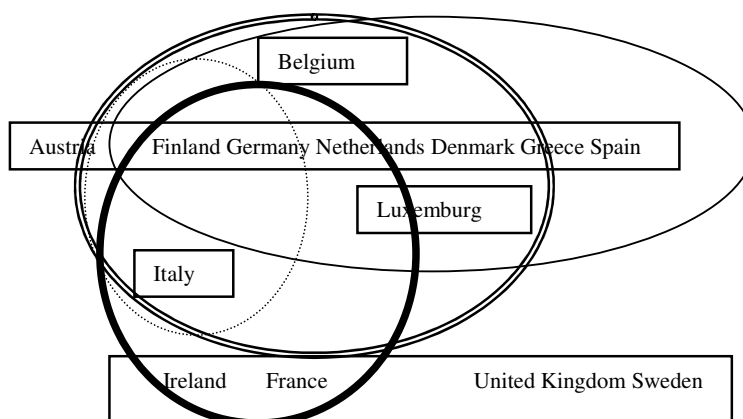 Belgium
Austria Finland Germany Netherlands Denmark Greece Spain
Luxemburg
Italy
Ireland France United Kingdom Sweden